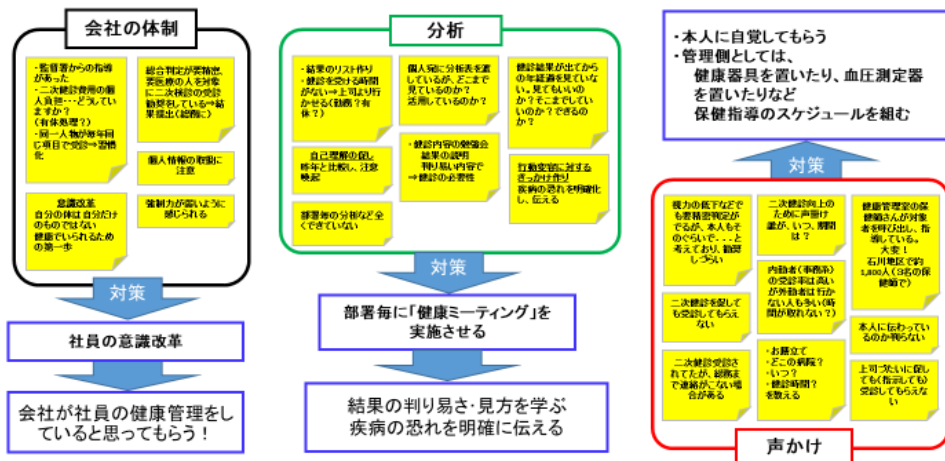 会社の体制
・監督署からの指導
があった
・二次健診費用の個
人負担・・・どうしてい
ますか？
(有休処理？)
・同一人物が毎年同
じ項目で受診⇒習慣
化
総合判定が要精密、
要医療の人を対象
に二次検診の受診
勧奨をしている⇒結
果提出(総務に)
個人情報の取扱に
注意
意識改革
自分の体は自分だけ
のものではない
健康でいられるため
の第一歩
強制力が弱いように
感じられる
対策
社員の意識改革
会社が社員の健康管理をし
ていると思ってもらう！
分析
・結果のリスト作り
・健診を受ける時間
がない⇒上司より行
かせる(勤務？有
休？)
個人宛に分析表を渡
しているが、どこまで
見ているのか？
活用しているのか？
健診結果が出てから
の年経過を見ていな
い。見てもいいの
か？そこまでしてい
いのか？できるの
か？
自己理解の促し
昨年と比較し、注意
喚起
・健診内容の勉強会
結果の説明
判り易い内容で
⇒健診の必要性
行動変容に対する
きっかけ作り
疾病の恐れを明確化
し、伝える
部署毎の分析など全
くできていない
対策
部署毎に「健康ミーティング」を
実施させる
結果の判り易さ・見方を学ぶ
疾病の恐れを明確に伝える
・本人に自覚してもらう
・管理側としては、
健康器具を置いたり、血圧測定器
を置いたりなど
保健指導のスケジュールを組む
対策
視力の低下などで
も要精密判定が
でるが、本人もそ
のぐらいで．．．と
考えており、勧奨
しづらい
二次健診向上の
ために声掛け
誰が、いつ、期間
は？
健康管理室の保
健師さんが対象
者を呼び出し、指
導している。
大変！
石川地区で約
1,800人(3名の保
健師で)
内勤者(事務系)
の受診率は高い
が外勤者は行か
ない人も多い(時
間が取れない？)
二次健診を促して
も受診してもらえ
ない
本人に伝わってい
るのか判らない
二次健診受診さ
れてたが、総務ま
で連絡がこない場
合がある
・お膳立て
・どこの病院？
・いつ？
・健診時間？
を教える
上司づたいに促し
ても(指示しても)
受診してもらえな
い
声かけ